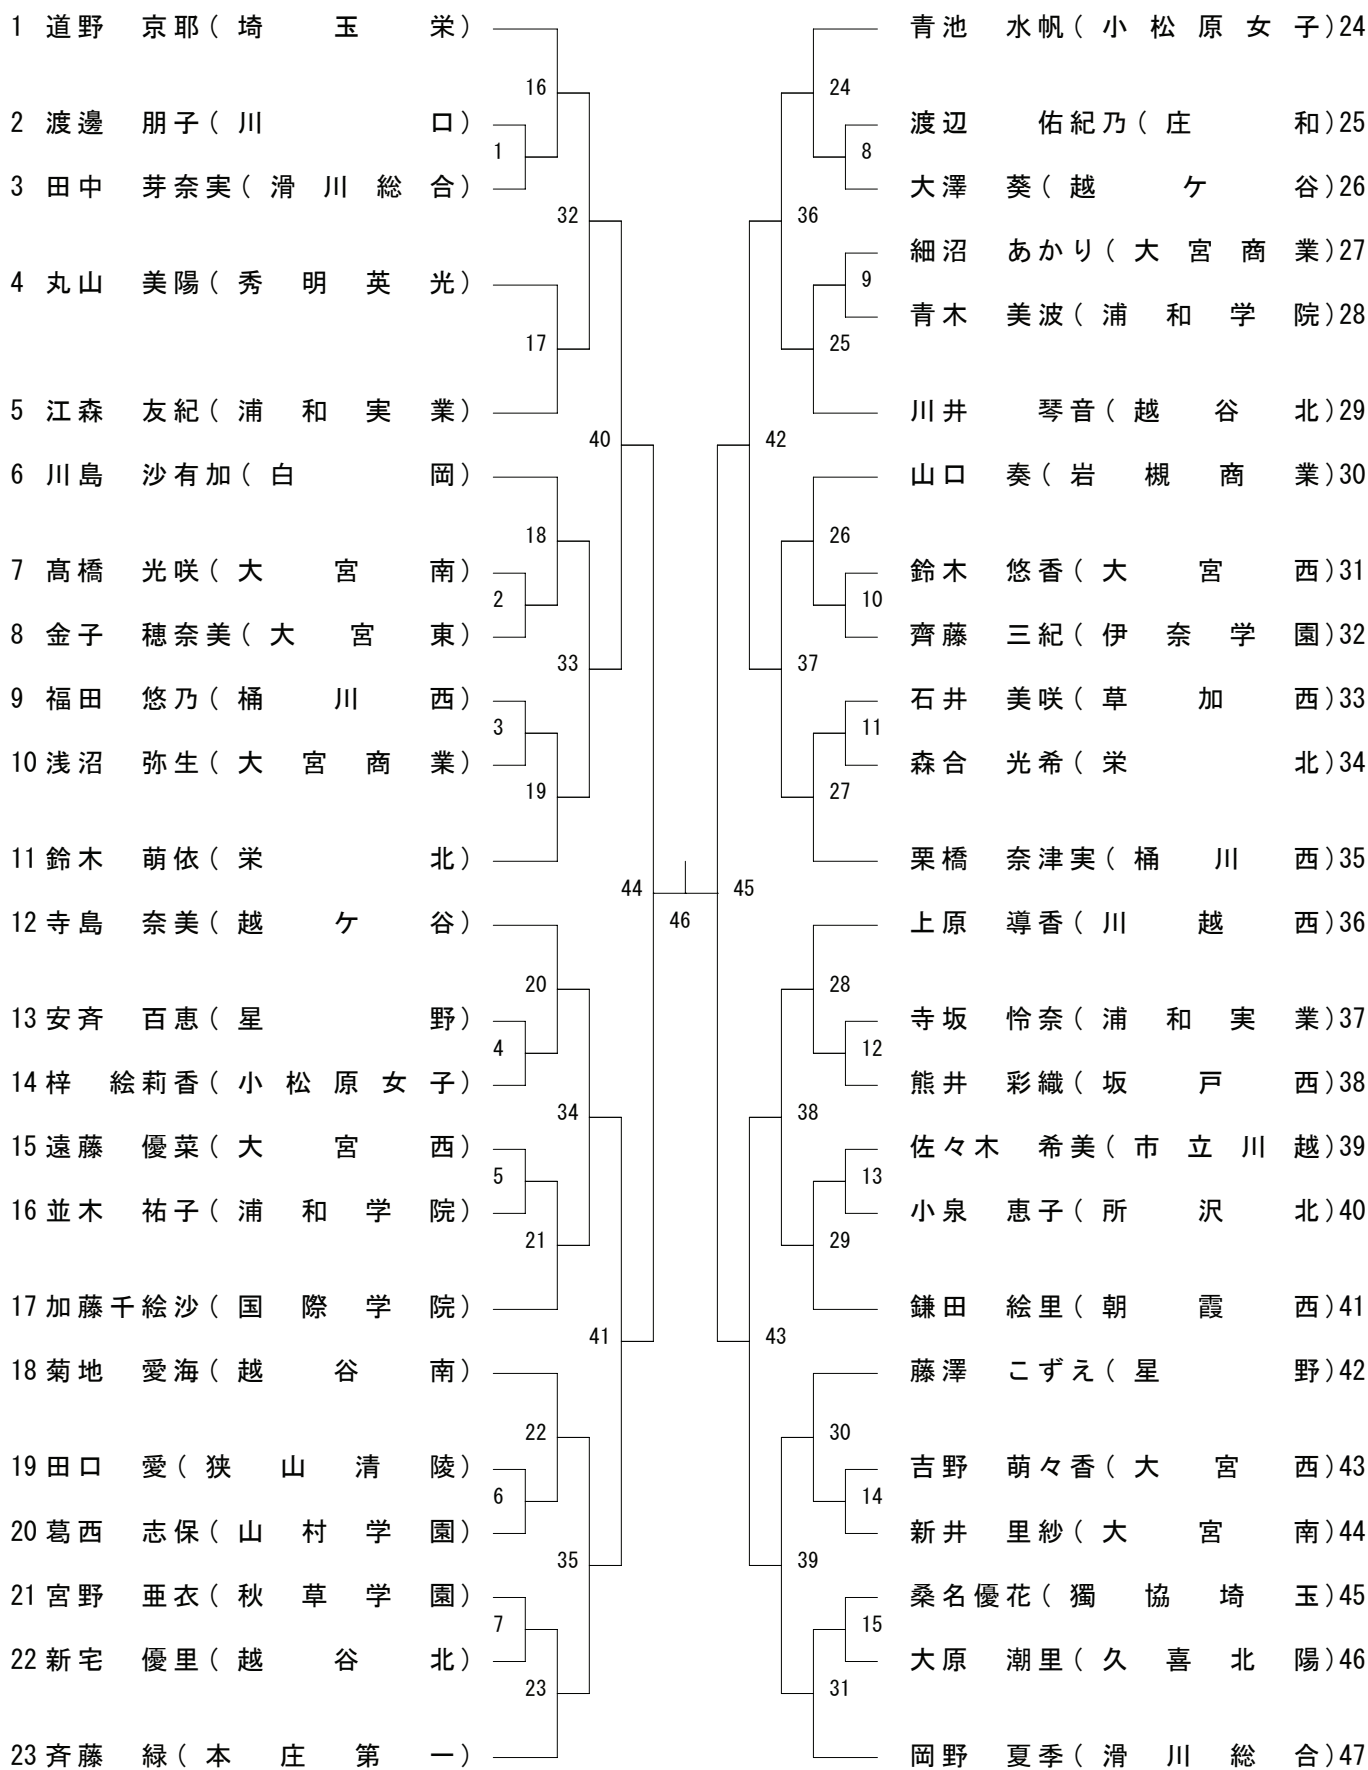 1 道野 京耶(埼玉栄)
16
2 渡邊 朋子(川口)
1
3 田中 芽奈実(滑川総合)
32
4 丸山 美陽(秀明英光)
17
5 江森 友紀(浦和実業)
40
6 川島 沙有加(白岡)
18
7 髙橋 光咲(大宮南)
2
8 金子 穂奈美(大宮東)
33
9 福田 悠乃(桶川西)
3
10 浅沼 弥生(大宮商業)
19
11 鈴木 萌依(栄北)
44
12 寺島 奈美(越ケ谷)
20
13 安斉 百恵(星野)
4
14 梓 絵莉香(小松原女子)
34
15 遠藤 優菜(大宮西)
5
16 並木 祐子(浦和学院)
21
17 加藤千絵沙(国際学院)
41
18 菊地 愛海(越谷南)
22
19 田口 愛(狭山清陵)
6
20 葛西 志保(山村学園)
35
21 宮野 亜衣(秋草学園)
7
22 新宅 優里(越谷北)
23
23 斉藤 緑(本庄第一)
46
青池 水帆(小松原女子)24
24
渡辺 佑紀乃(庄和)25
8
大澤 葵(越ケ谷)26
36
細沼 あかり(大宮商業)27
9
青木 美波(浦和学院)28
25
川井 琴音(越谷北)29
42
山口 奏(岩槻商業)30
26
鈴木 悠香(大宮西)31
10
齊藤 三紀(伊奈学園)32
37
石井 美咲(草加西)33
11
森合 光希(栄北)34
27
栗橋 奈津実(桶川西)35
45
上原 導香(川越西)36
28
寺坂 怜奈(浦和実業)37
12
熊井 彩織(坂戸西)38
38
佐々木 希美(市立川越)39
13
小泉 恵子(所沢北)40
29
鎌田 絵里(朝霞西)41
43
藤澤 こずえ(星野)42
30
吉野 萌々香(大宮西)43
14
新井 里紗(大宮南)44
39
桑名優花(獨協埼玉)45
15
大原 潮里(久喜北陽)46
31
岡野 夏季(滑川総合)47